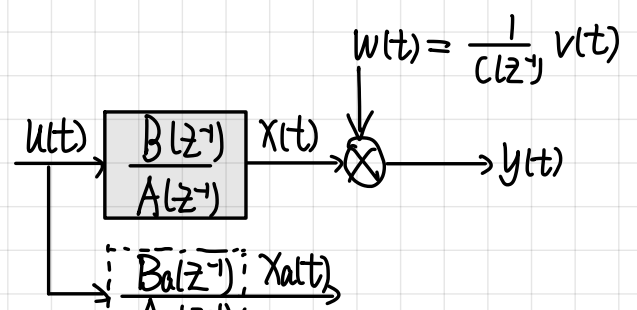 w(t) = 1/C(z⁻¹) v(t)
u(t) B(z⁻¹)/A(z⁻¹) x(t) y(t)
Ba(z⁻¹) xa(t)